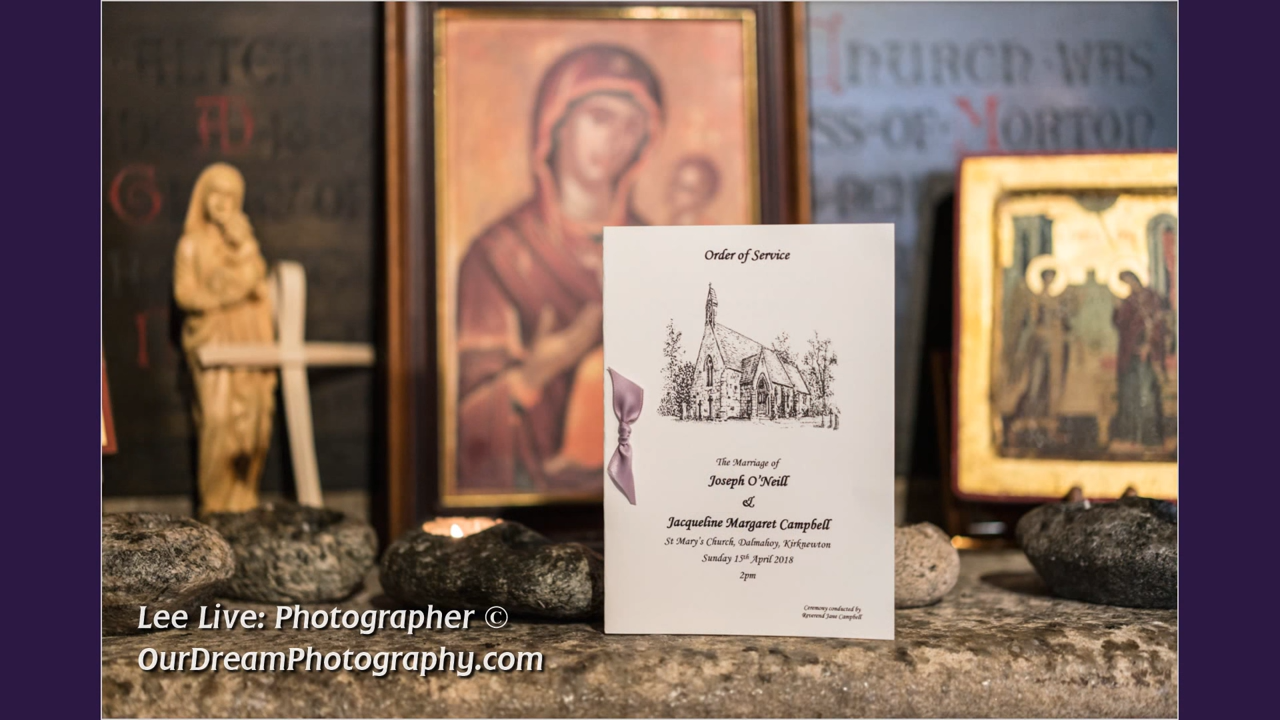 CHURCH·WAS
SS·OF·MORTON
Order of Service
The Marriage of
Joseph O'Neill
&
Jacqueline Margaret Campbell
St Mary's Church, Dalmahoy, Kirknewton
Sunday 15th April 2018
2pm
Ceremony conducted by
Reverend Jane Campbell
Lee Live: Photographer ©
OurDreamPhotography.com